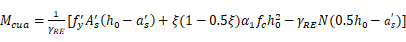 M_{cua} = \frac{1}{\gamma_{RE}}[f_y'A_s'(h_0 - a_s') + \xi(1 - 0.5\xi)\alpha_1 f_c h_0^2 - \gamma_{RE}N(0.5h_0 - a_s')]